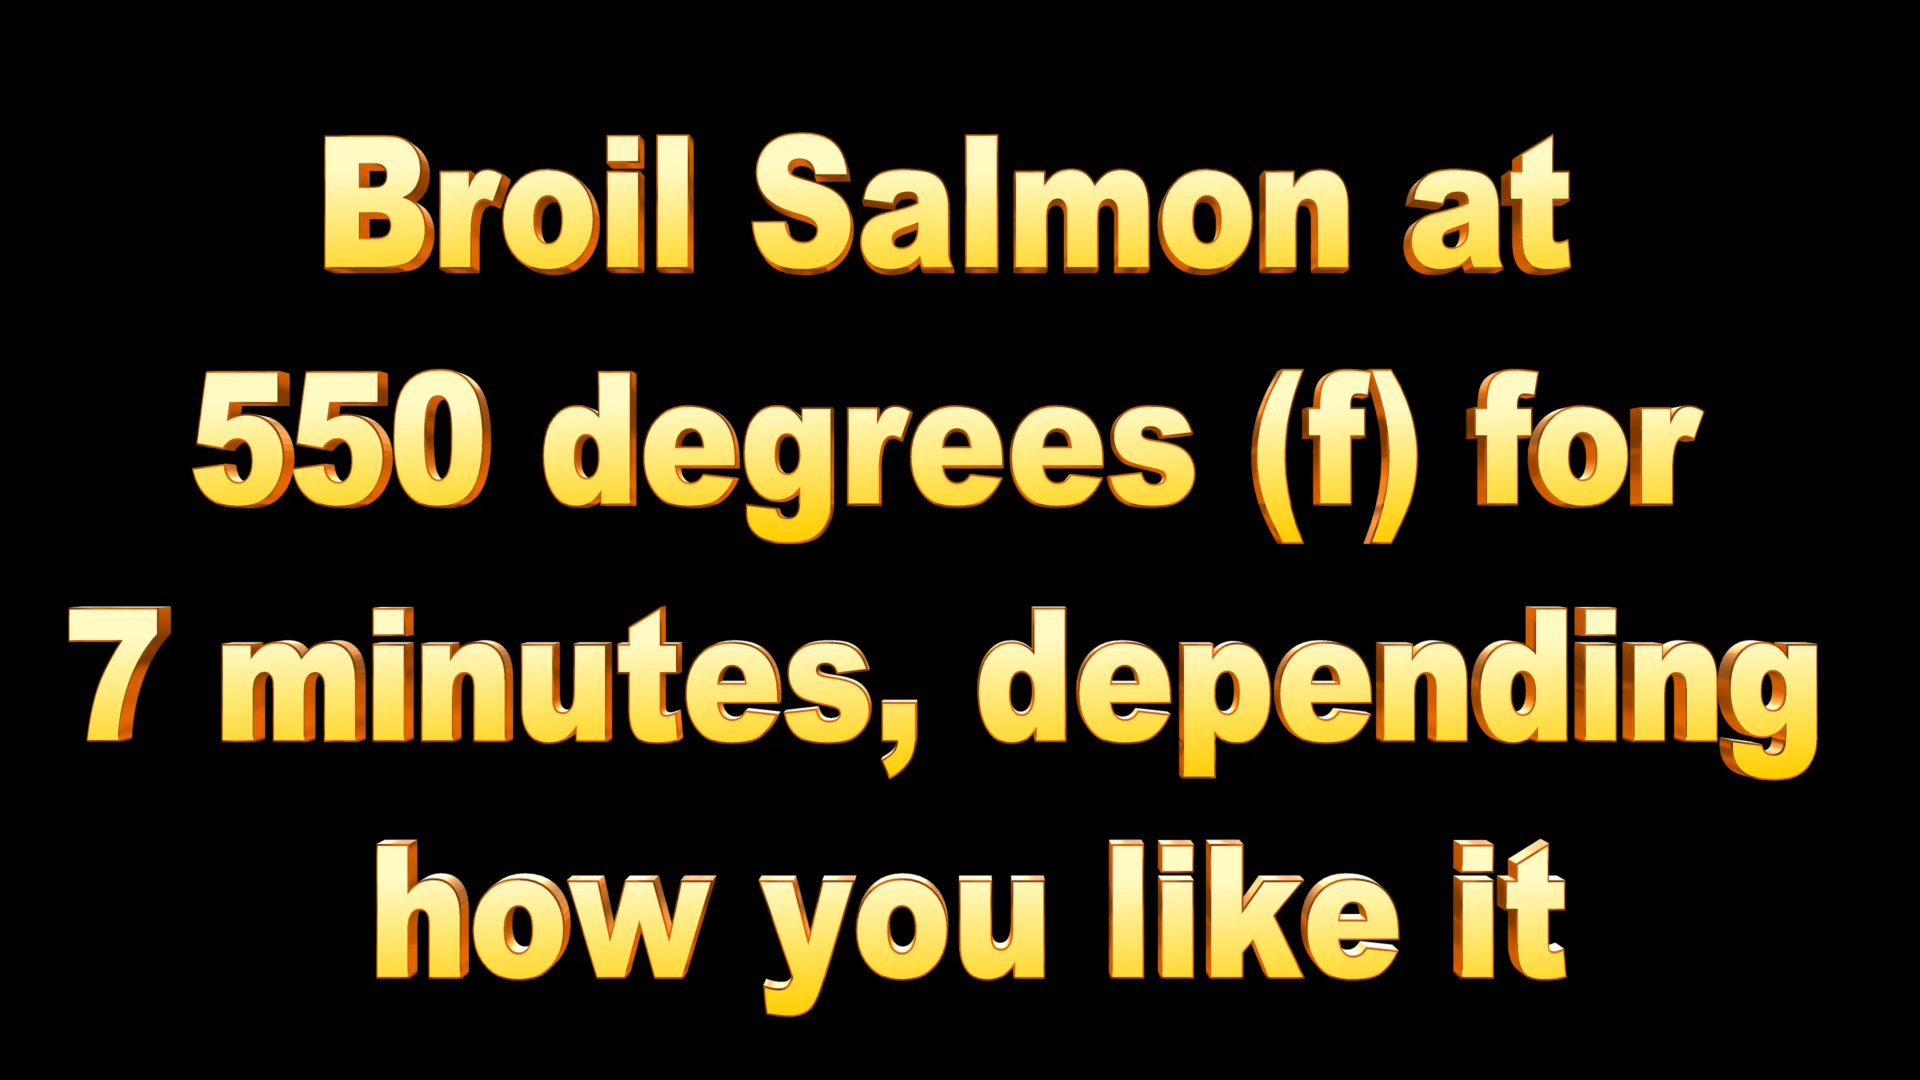 Broil Salmon at
550 degrees (f) for
7 minutes, depending
how you like it